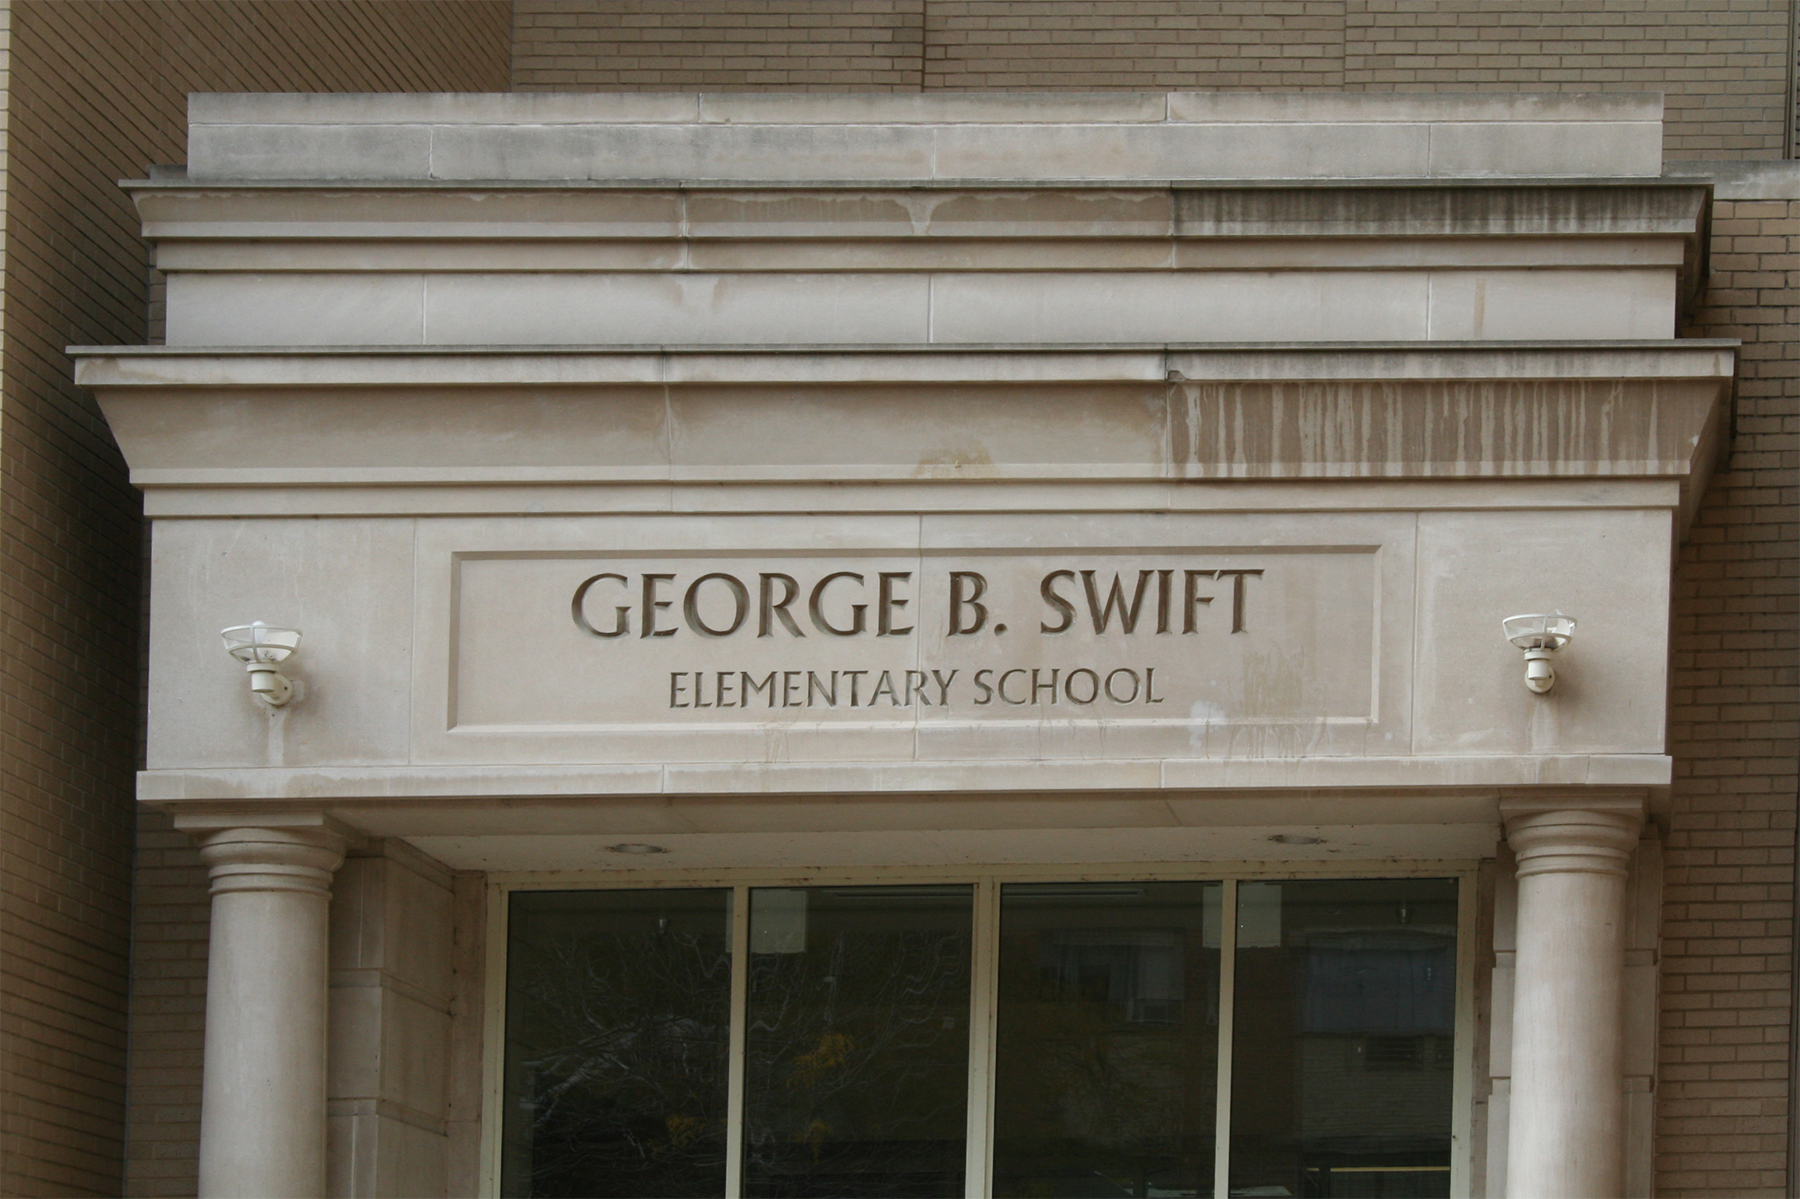 GEORGE B. SWIFT
ELEMENTARY SCHOOL